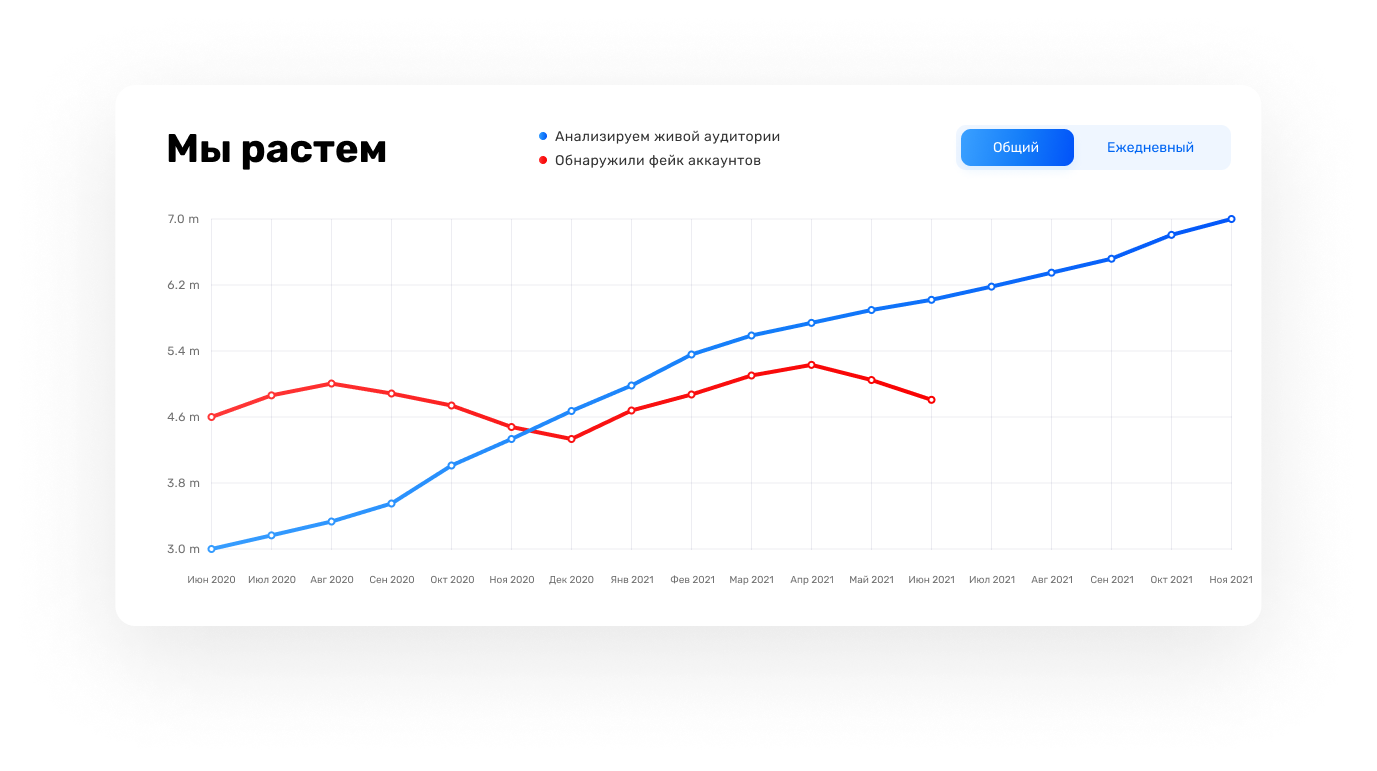 Мы растем
Анализируем живой аудитории
Обнаружили фейк аккаунтов
Общий
Ежедневный
7.0 m
6.2 m
5.4 m
4.6 m
3.8 m
3.0 m
Июн 2020 Июл 2020 Авг 2020 Сен 2020 Окт 2020 Ноя 2020 Дек 2020 Янв 2021 Фев 2021 Мар 2021 Апр 2021 Май 2021 Июн 2021 Июл 2021 Авг 2021 Сен 2021 Окт 2021 Ноя 2021